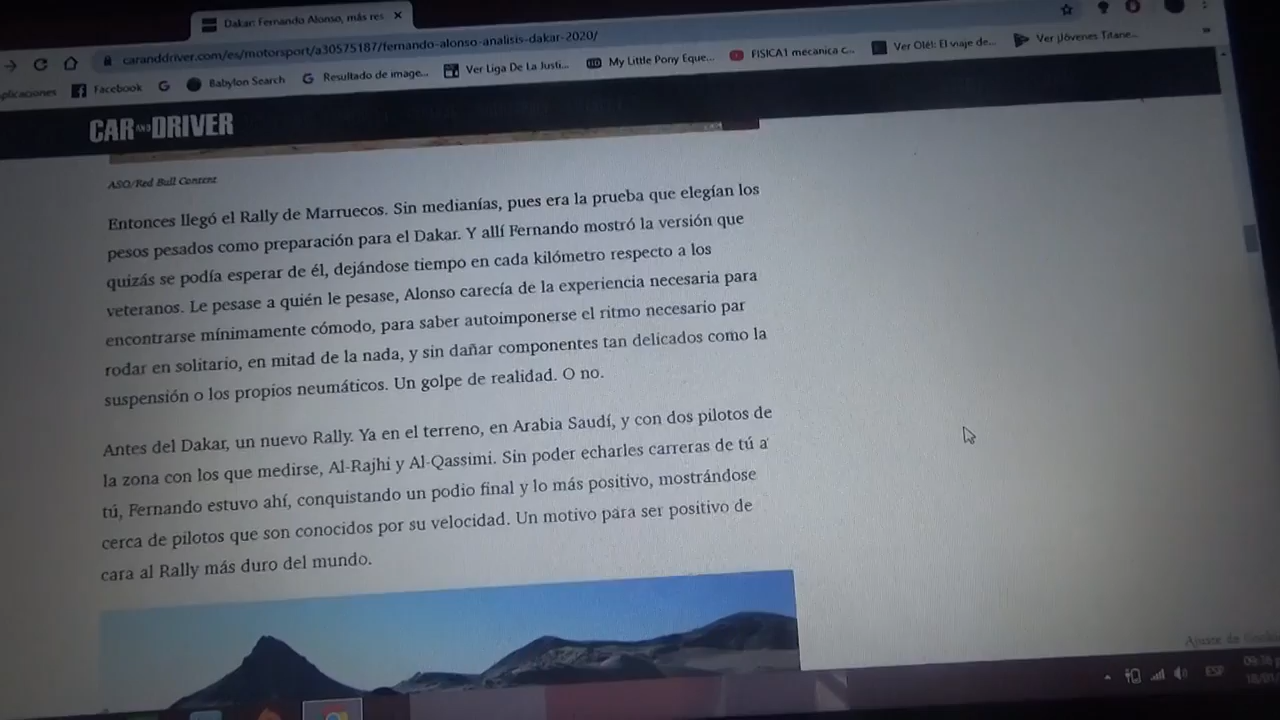 Dakar: Fernando Alonso, más res
caranddriver.com/es/motorsport/a30575187/fernando-alonso-analisis-dakar-2020/
plicaciones Facebook Babylon Search Resultado de image... Ver Liga De La Justi... My Little Pony Eque... FISICA1 mecanica c... Ver Olé!: El viaje de... Ver ¡Jóvenes Titane...
CAR AND DRIVER
ASO/Red Bull Content
Entonces llegó el Rally de Marruecos. Sin medianías, pues era la prueba que elegían los
pesos pesados como preparación para el Dakar. Y allí Fernando mostró la versión que
quizás se podía esperar de él, dejándose tiempo en cada kilómetro respecto a los
veteranos. Le pesase a quién le pesase, Alonso carecía de la experiencia necesaria para
encontrarse mínimamente cómodo, para saber autoimponerse el ritmo necesario par
rodar en solitario, en mitad de la nada, y sin dañar componentes tan delicados como la
suspensión o los propios neumáticos. Un golpe de realidad. O no.
Antes del Dakar, un nuevo Rally. Ya en el terreno, en Arabia Saudí, y con dos pilotos de
la zona con los que medirse, Al-Rajhi y Al-Qassimi. Sin poder echarles carreras de tú a
tú, Fernando estuvo ahí, conquistando un podio final y lo más positivo, mostrándose
cerca de pilotos que son conocidos por su velocidad. Un motivo para ser positivo de
cara al Rally más duro del mundo.
ESP